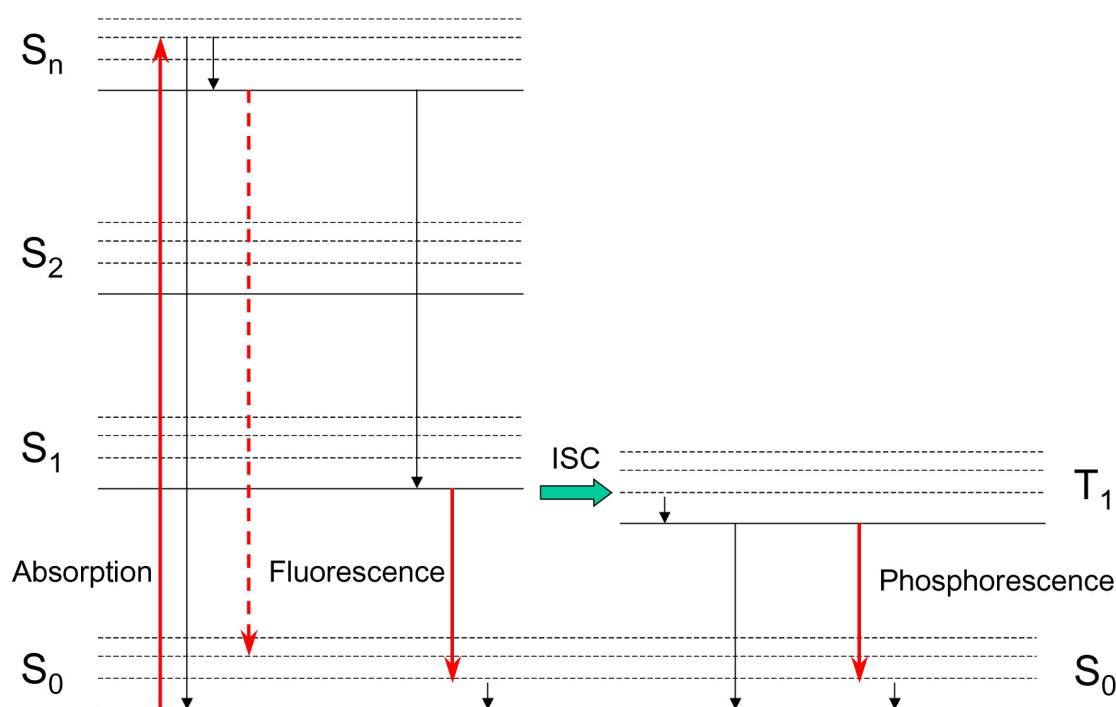 Sₙ
S₂
S₁
ISC
T₁
Absorption
Fluorescence
Phosphorescence
S₀
S₀